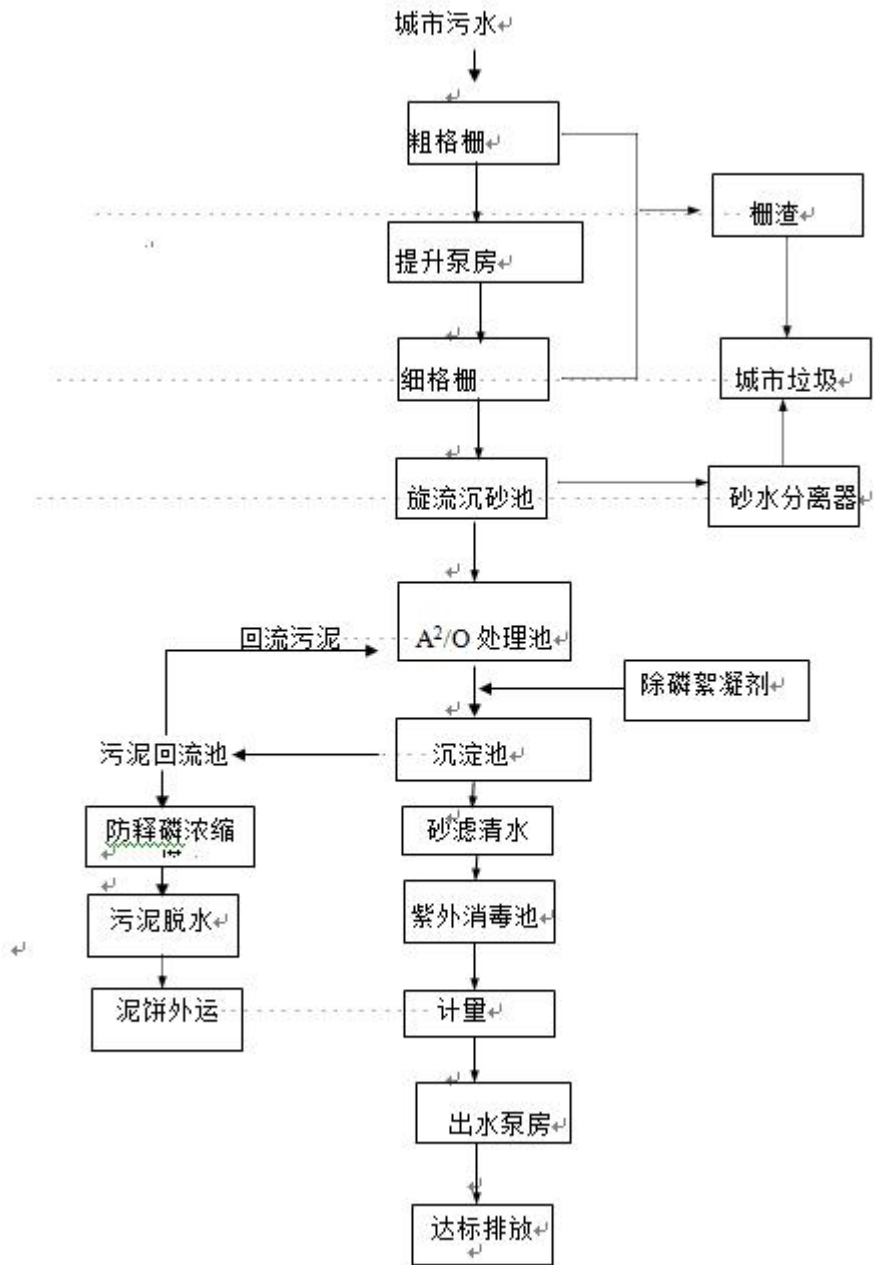 城市污水
粗格栅
栅渣
提升泵房
细格栅
城市垃圾
旋流沉砂池
砂水分离器
回流污泥
A²/O 处理池
除磷絮凝剂
污泥回流池
沉淀池
防释磷浓缩
砂滤清水
污泥脱水
紫外消毒池
泥饼外运
计量
出水泵房
达标排放